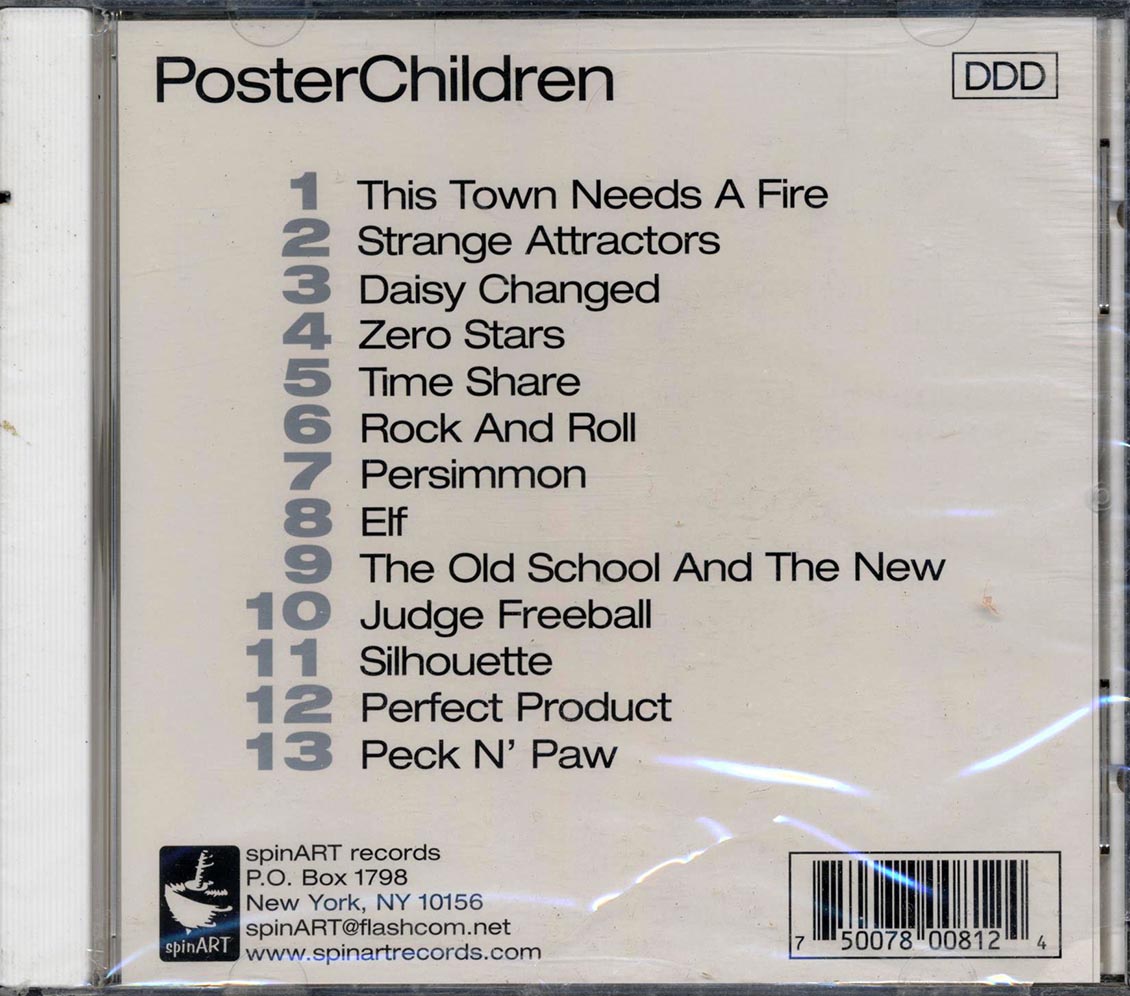 PosterChildren
DDD
1 This Town Needs A Fire
2 Strange Attractors
3 Daisy Changed
4 Zero Stars
5 Time Share
6 Rock And Roll
7 Persimmon
8 Elf
9 The Old School And The New
10 Judge Freeball
11 Silhouette
12 Perfect Product
13 Peck N' Paw
spinART records
P.O. Box 1798
New York, NY 10156
spinART@flashcom.net
www.spinartrecords.com
spinART
7 50078 00812 4